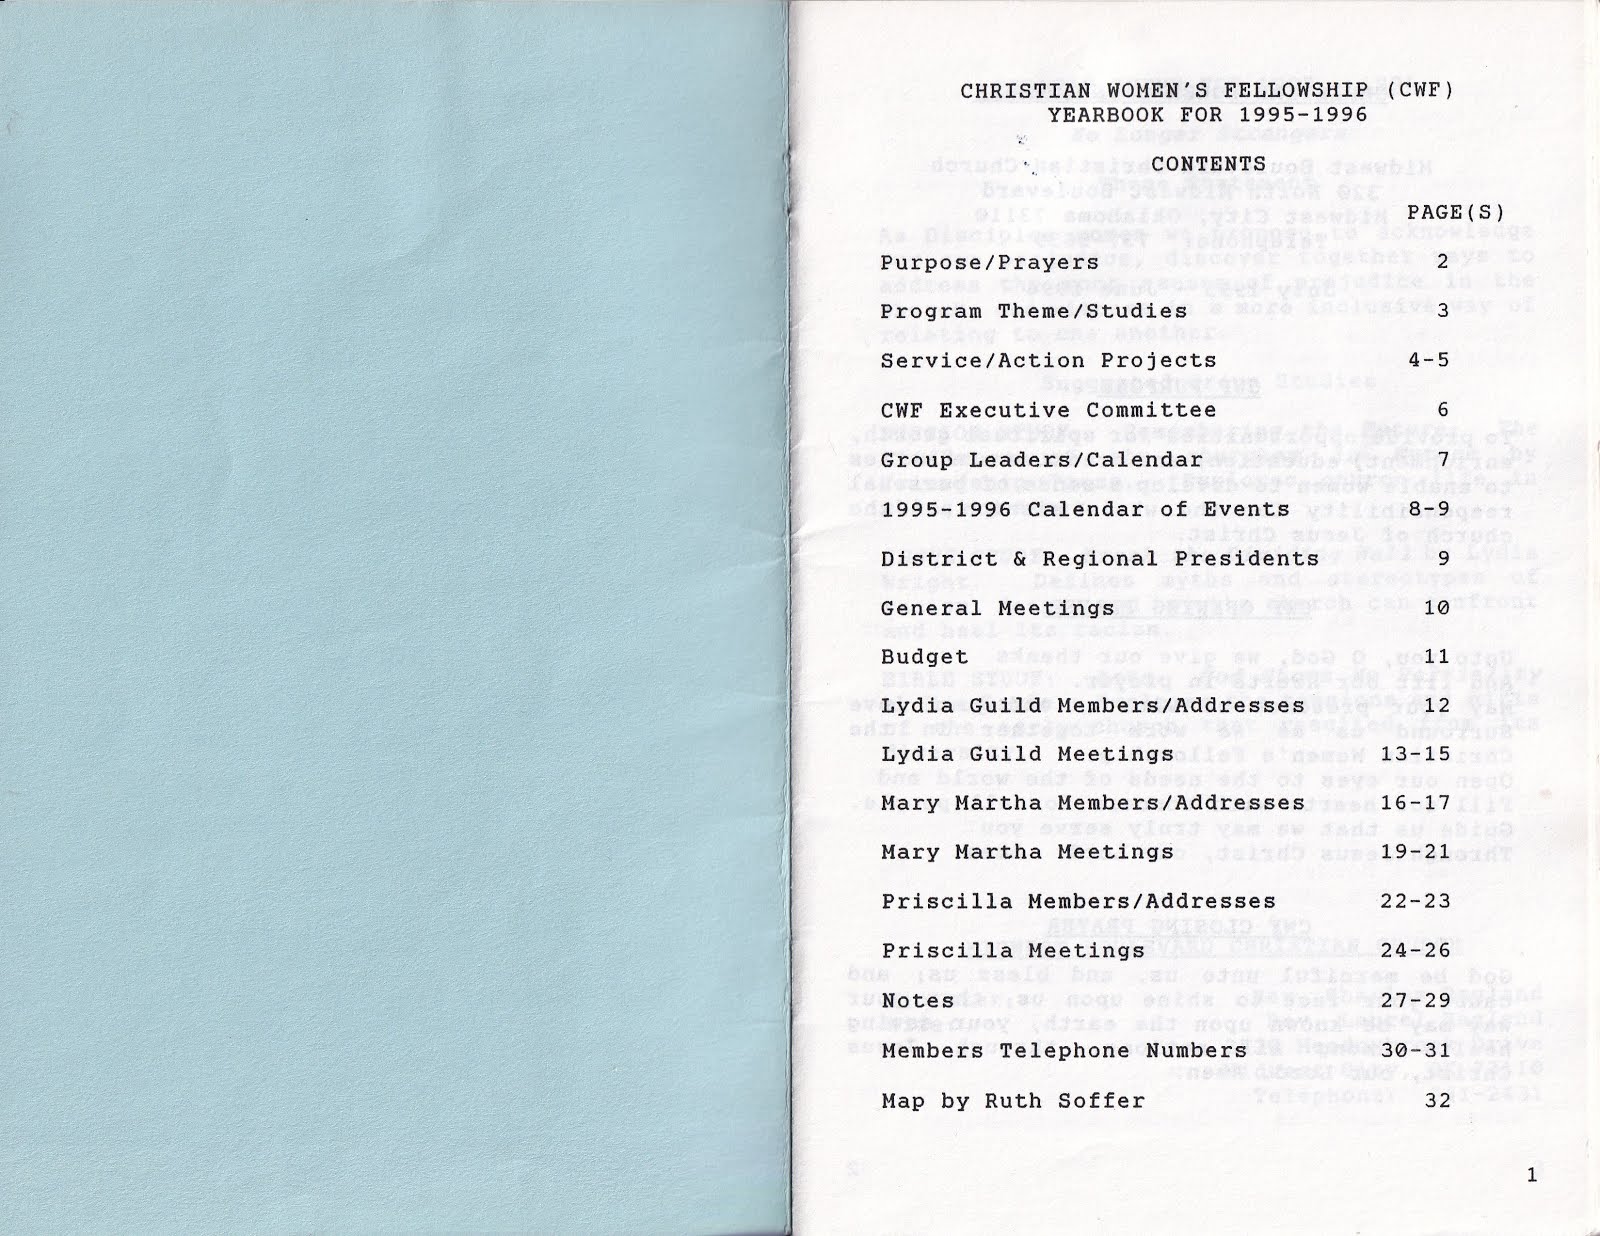 CHRISTIAN WOMEN'S FELLOWSHIP (CWF)
YEARBOOK FOR 1995-1996
CONTENTS
PAGE(S)
Purpose/Prayers 2
Program Theme/Studies 3
Service/Action Projects 4-5
CWF Executive Committee 6
Group Leaders/Calendar 7
1995-1996 Calendar of Events 8-9
District & Regional Presidents 9
General Meetings 10
Budget 11
Lydia Guild Members/Addresses 12
Lydia Guild Meetings 13-15
Mary Martha Members/Addresses 16-17
Mary Martha Meetings 19-21
Priscilla Members/Addresses 22-23
Priscilla Meetings 24-26
Notes 27-29
Members Telephone Numbers 30-31
Map by Ruth Soffer 32
1